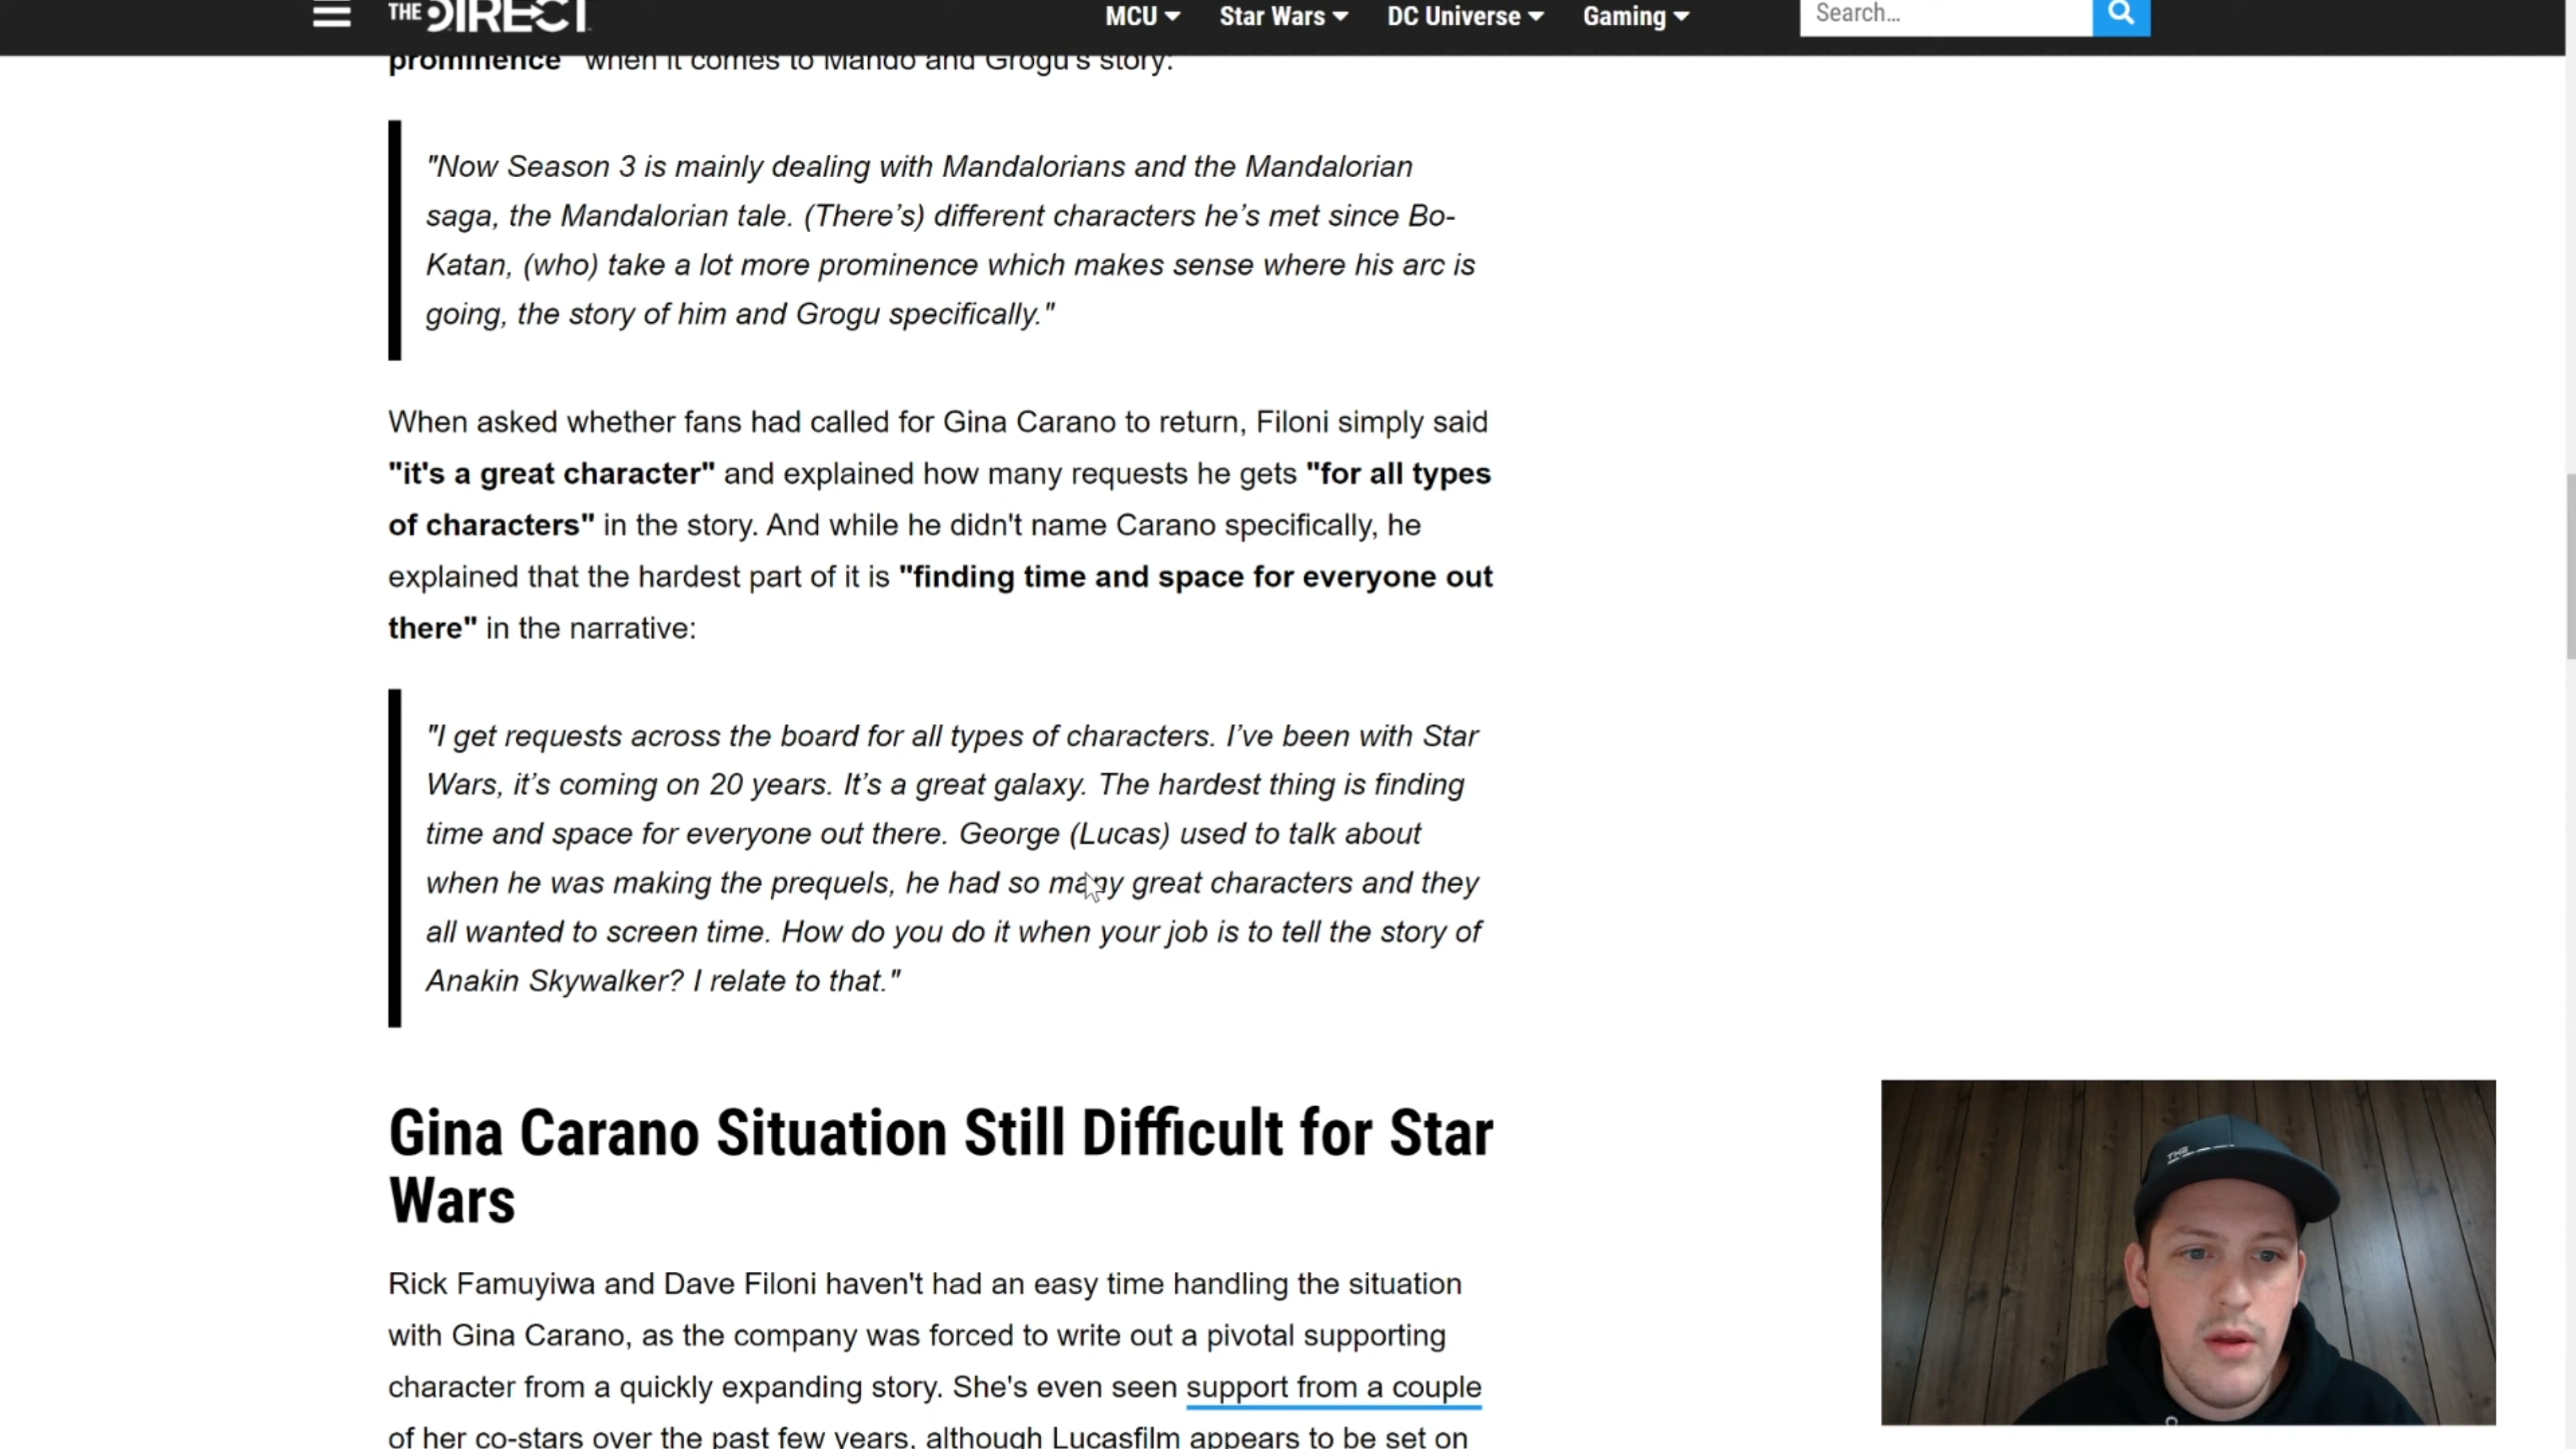 THE DIRECT
MCU
Star Wars
DC Universe
Gaming
Search...
prominence" when it comes to Mando and Grogu's story:
"Now Season 3 is mainly dealing with Mandalorians and the Mandalorian
saga, the Mandalorian tale. (There's) different characters he's met since Bo-
Katan, (who) take a lot more prominence which makes sense where his arc is
going, the story of him and Grogu specifically."
When asked whether fans had called for Gina Carano to return, Filoni simply said
"it's a great character" and explained how many requests he gets "for all types
of characters" in the story. And while he didn't name Carano specifically, he
explained that the hardest part of it is "finding time and space for everyone out
there" in the narrative:
"I get requests across the board for all types of characters. I've been with Star
Wars, it's coming on 20 years. It's a great galaxy. The hardest thing is finding
time and space for everyone out there. George (Lucas) used to talk about
when he was making the prequels, he had so many great characters and they
all wanted to screen time. How do you do it when your job is to tell the story of
Anakin Skywalker? I relate to that."
Gina Carano Situation Still Difficult for Star
Wars
Rick Famuyiwa and Dave Filoni haven't had an easy time handling the situation
with Gina Carano, as the company was forced to write out a pivotal supporting
character from a quickly expanding story. She's even seen support from a couple
of her co-stars over the past few years, although Lucasfilm appears to be set on
THE